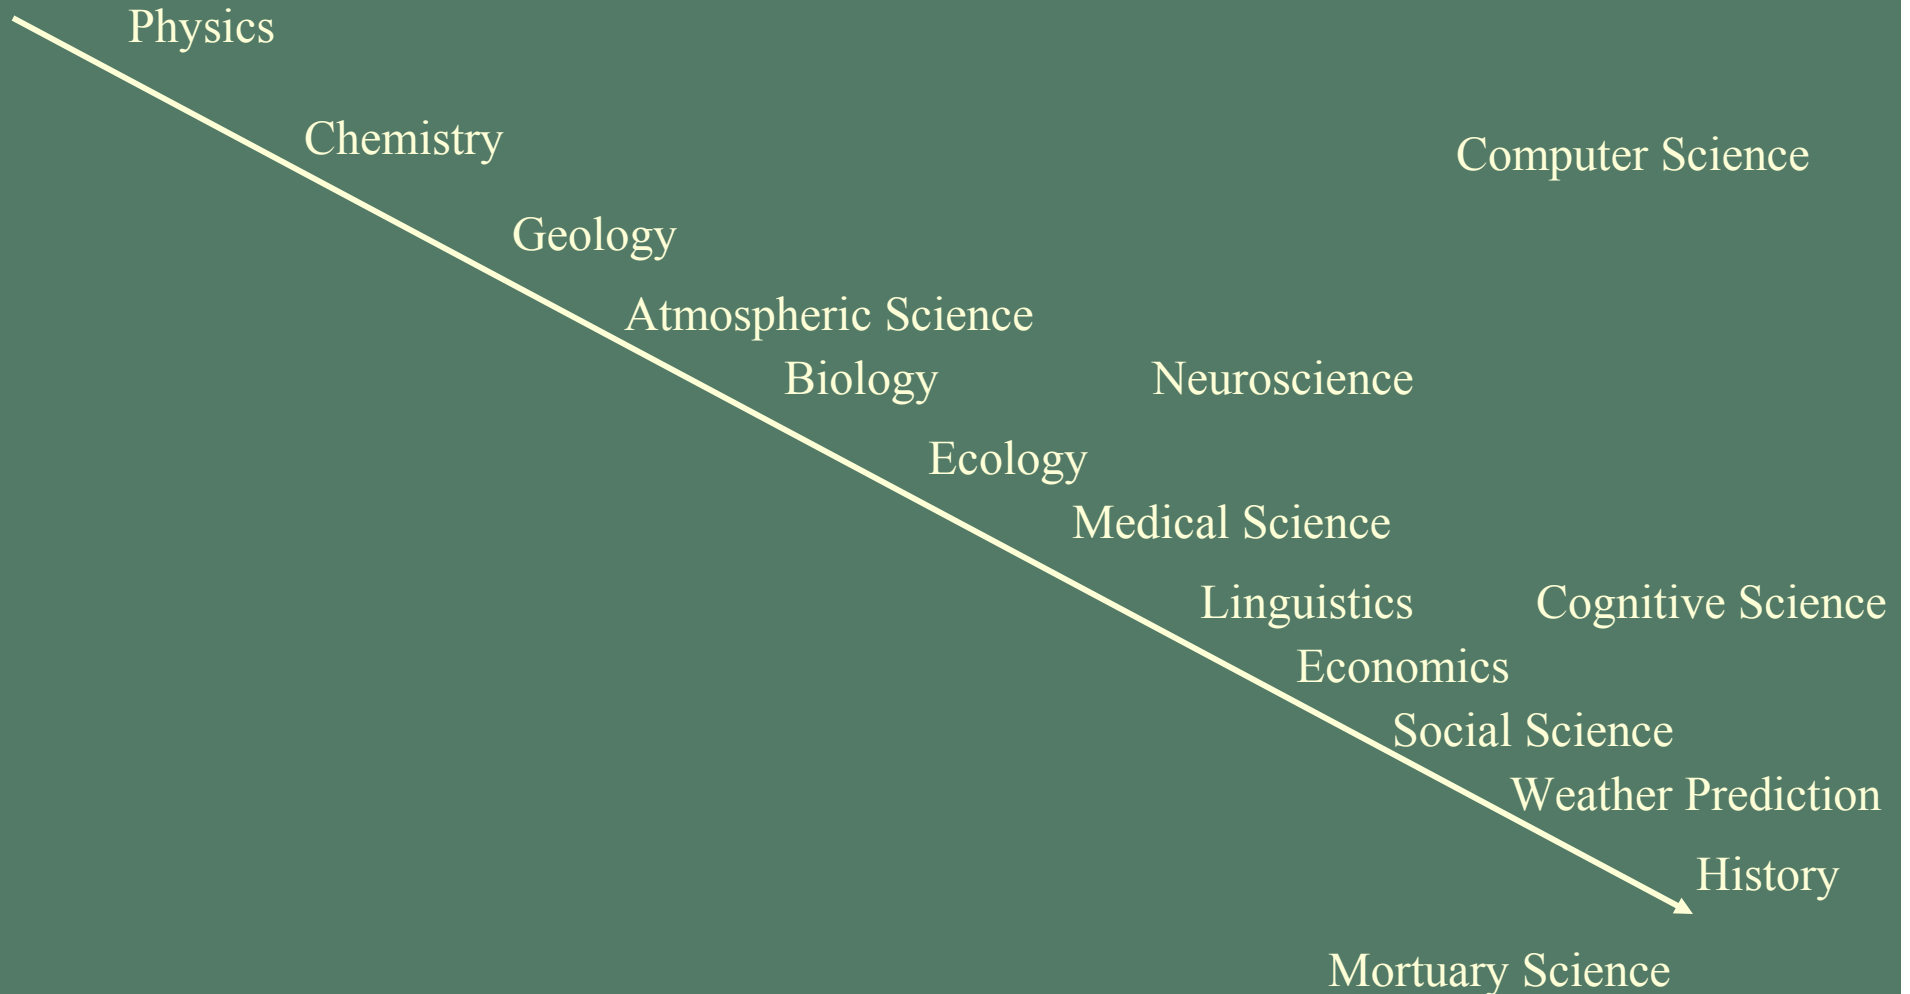 Physics
Chemistry
Computer Science
Geology
Atmospheric Science
Biology
Neuroscience
Ecology
Medical Science
Linguistics
Cognitive Science
Economics
Social Science
Weather Prediction
History
Mortuary Science